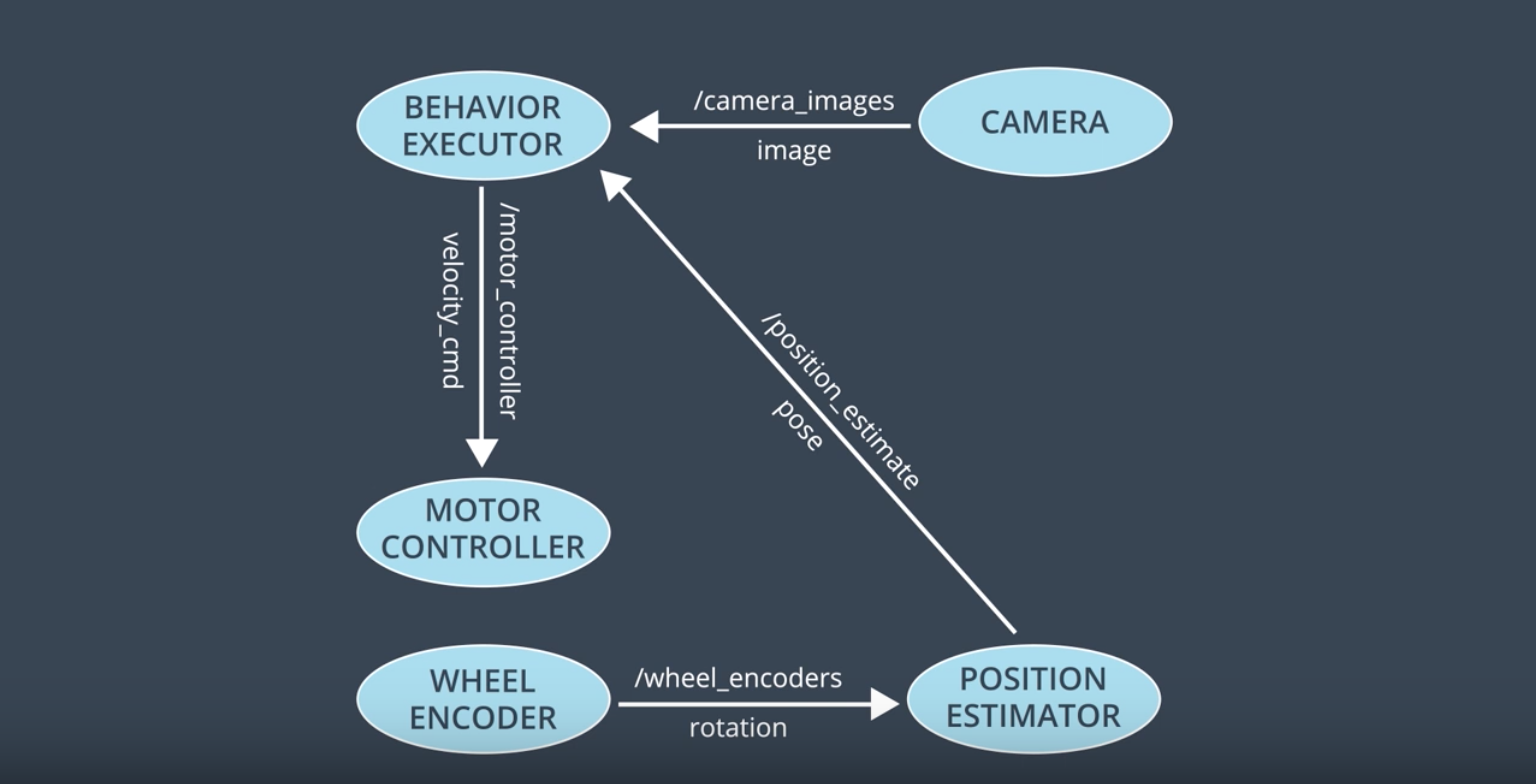 BEHAVIOR
EXECUTOR
/camera_images
image
CAMERA
/motor_controller
velocity_cmd
/position_estimate
pose
MOTOR
CONTROLLER
WHEEL
ENCODER
/wheel_encoders
rotation
POSITION
ESTIMATOR